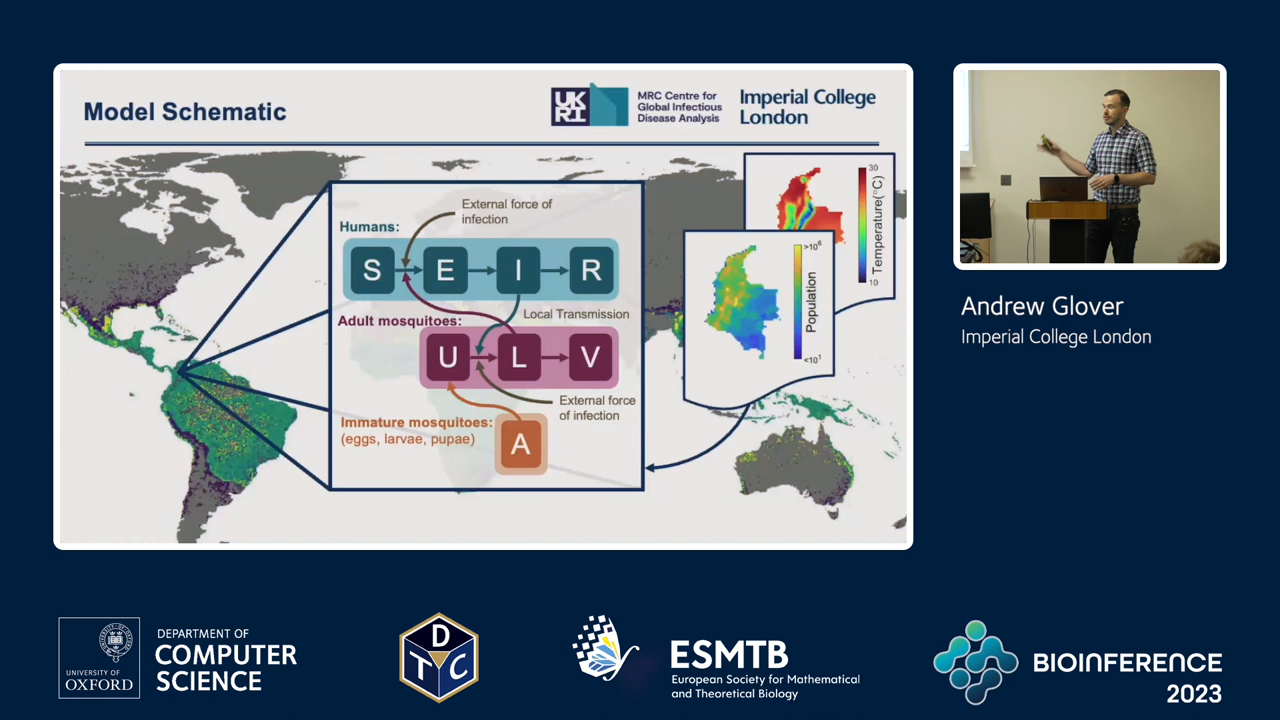 Model Schematic
UK
RI
MRC Centre for
Global Infectious
Disease Analysis
Imperial College
London
External force of
infection
Humans:
S
E
I
R
Local Transmission
Adult mosquitoes:
U
L
V
External force
of infection
Immature mosquitoes:
(eggs, larvae, pupae)
A
30
Temperature(°C)
10
>10⁶
Population
<10¹
Andrew Glover
Imperial College London
UNIVERSITY OF
OXFORD
DEPARTMENT OF
COMPUTER
SCIENCE
D
T
C
ESMTB
European Society for Mathematical
and Theoretical Biology
BIOINFERENCE
2023